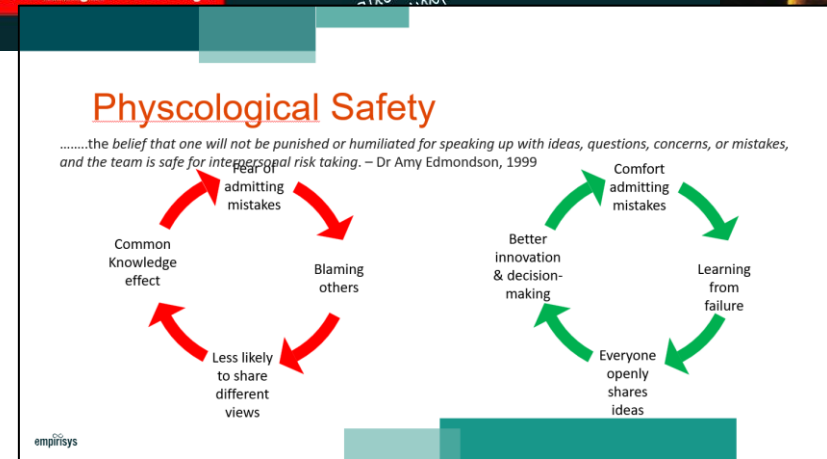 Physcological Safety
........the belief that one will not be punished or humiliated for speaking up with ideas, questions, concerns, or mistakes,
and the team is safe for interpersonal risk taking. – Dr Amy Edmondson, 1999
Fear of
admitting
mistakes
Blaming
others
Less likely
to share
different
views
Common
Knowledge
effect
Comfort
admitting
mistakes
Learning
from
failure
Everyone
openly
shares
ideas
Better
innovation
& decision-
making
empirisys